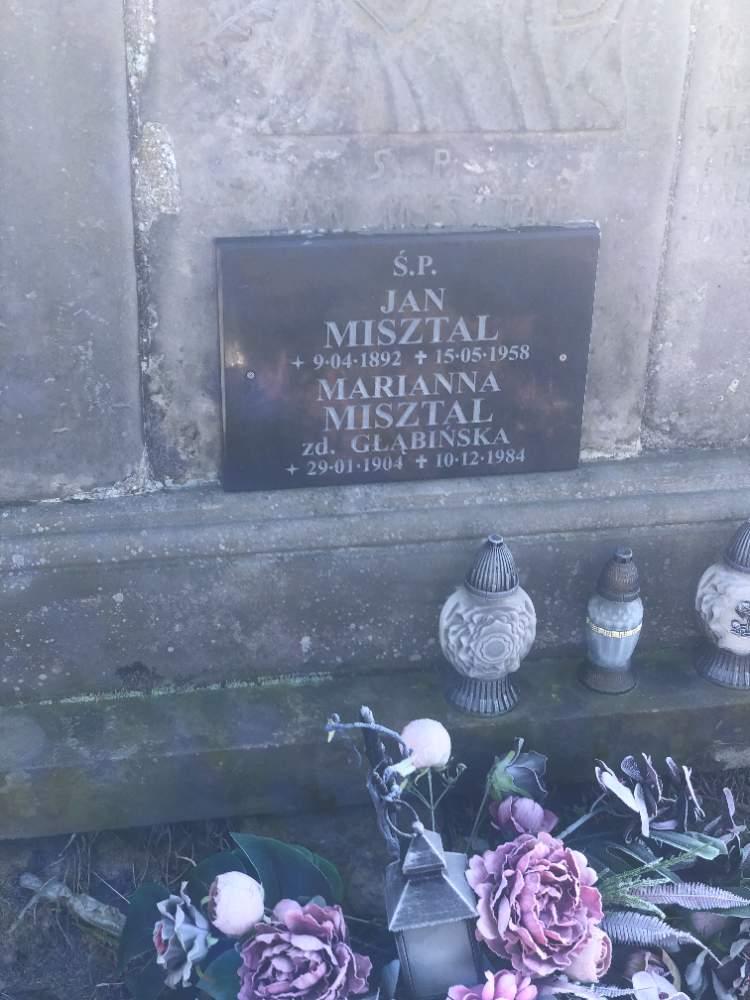 Ś.P.
JAN
MISZTAL
+ 9·04·1892 ✝ 15·05·1958
MARIANNA
MISZTAL
zd. GŁĄBIŃSKA
+ 29·01·1904 ✝ 10·12·1984